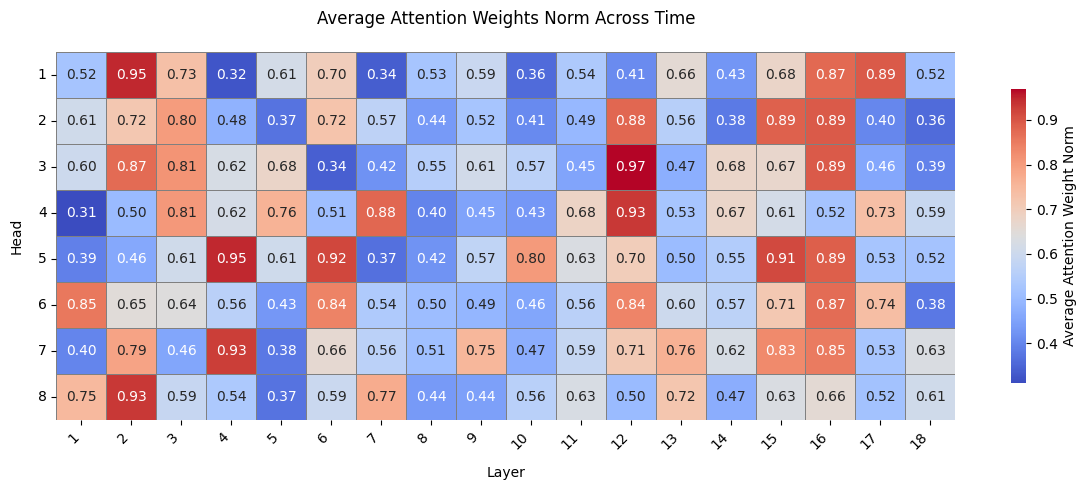 Average Attention Weights Norm Across Time
1 0.52 0.95 0.73 0.32 0.61 0.70 0.34 0.53 0.59 0.36 0.54 0.41 0.66 0.43 0.68 0.87 0.89 0.52
2 0.61 0.72 0.80 0.48 0.37 0.72 0.57 0.44 0.52 0.41 0.49 0.88 0.56 0.38 0.89 0.89 0.40 0.36
3 0.60 0.87 0.81 0.62 0.68 0.34 0.42 0.55 0.61 0.57 0.45 0.97 0.47 0.68 0.67 0.89 0.46 0.39
4 0.31 0.50 0.81 0.62 0.76 0.51 0.88 0.40 0.45 0.43 0.68 0.93 0.53 0.67 0.61 0.52 0.73 0.59
5 0.39 0.46 0.61 0.95 0.61 0.92 0.37 0.42 0.57 0.80 0.63 0.70 0.50 0.55 0.91 0.89 0.53 0.52
6 0.85 0.65 0.64 0.56 0.43 0.84 0.54 0.50 0.49 0.46 0.56 0.84 0.60 0.57 0.71 0.87 0.74 0.38
7 0.40 0.79 0.46 0.93 0.38 0.66 0.56 0.51 0.75 0.47 0.59 0.71 0.76 0.62 0.83 0.85 0.53 0.63
8 0.75 0.93 0.59 0.54 0.37 0.59 0.77 0.44 0.44 0.56 0.63 0.50 0.72 0.47 0.63 0.66 0.52 0.61
1 2 3 4 5 6 7 8 9 10 11 12 13 14 15 16 17 18
Layer
Head
0.9
0.8
0.7
0.6
0.5
0.4
Average Attention Weight Norm